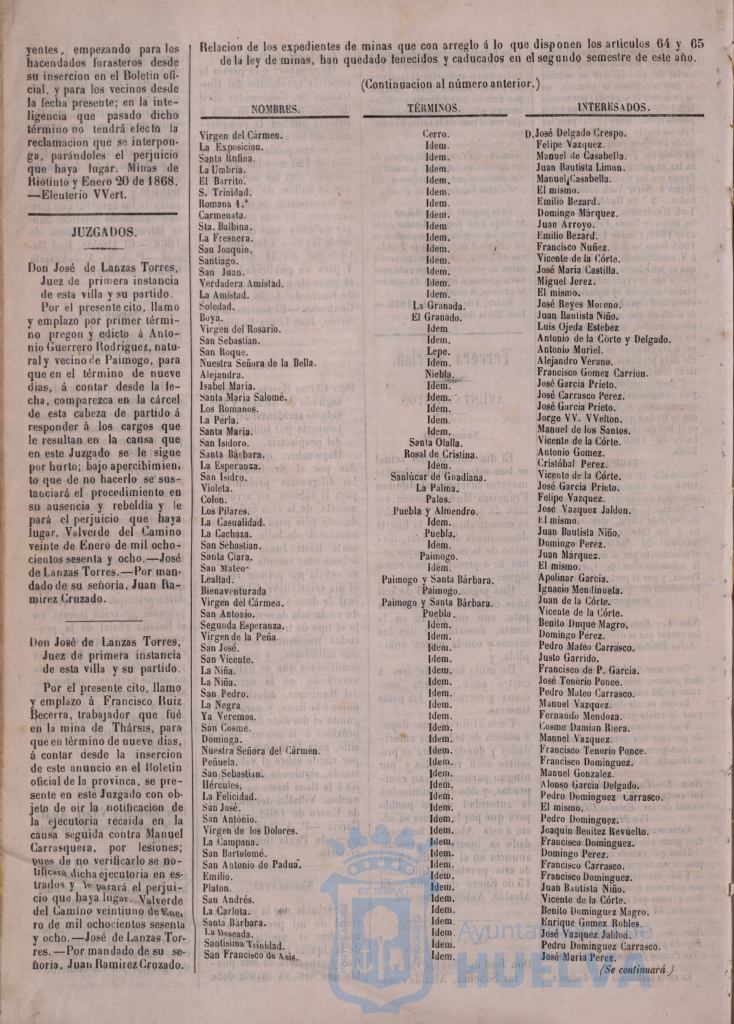 yentes, empezando para los
hacendados forasteros desde
su insercion en el Boletin ofi-
cial, y para los vecinos desde
la fecha presente; en la inte-
ligencia que pasado dicho
término no tendrá efecto la
reclamacion que se interpon-
ga, parándoles el perjuicio
que haya lugar. Minas de
Riotinto y Enero 20 de 1868.
—Eleuterio VVert.
JUZGADOS.
Don José de Lanzas Torres,
Juez de primera instancia
de esta villa y su partido.
Por el presente cito, llamo
y emplazo por primer térmi-
no pregon y edicto á Anto-
nio Guerrero Rodriguez, natu-
ral y vecino de Paimogo, para
que en el término de nueve
dias, á contar desde la fe-
cha, comparezca en la cárcel
de esta cabeza de partido á
responder á los cargos que
le resultan en la causa que
en este Juzgado se le sigue
por hurto; bajo apercibimien-
to que de no hacerlo se sus-
tanciará el procedimiento en
su ausencia y rebeldía y le
pará el perjuicio que haya
lugar. Valverde del Camino
veinte de Enero de mil ocho-
cientos sesenta y ocho.—José
de Lanzas Torres.—Por man-
dado de su señoría, Juan Ra-
mirez Cruzado.
Don José de Lanzas Torres,
Juez de primera instancia
de esta villa y su partido.
Por el presente cito, llamo
y emplazo á Francisco Ruiz
Becerra, trabajador que fué
en la mina de Thársis, para
que en término de nueve dias,
á contar desde la insercion
de este anuncio en el Boletin
oficial de la provinca, se pre-
sente en este Juzgado con ob-
jeto de oir la notificacion de
la ejecutoria recaida en la
causa seguida contra Manuel
Carrasquera, por lesiones;
pues de no verificarlo se no-
tificará dicha ejecutoria en es-
trados y le parará el perjui-
cio que haya lugar. Valverde
del Camino veintiuno de Ene-
ro de mil ochocientos sesenta
y ocho.—José de Lanzas Tor-
res.—Por mandado de su se-
ñoría, Juan Ramirez Cruzado.
Relacion de los expedientes de minas que con arreglo á lo que disponen los artículos 64 y 65
de la ley de minas, han quedado fenecidos y caducados en el segundo semestre de este año.
(Continuacion al número anterior.)
NOMBRES. TÉRMINOS. INTERESADOS.
Virgen del Cármen. Cerro. D. José Delgado Crespo.
La Exposicion. Idem. Felipe Vazquez.
Santa Rufina. Idem. Manuel de Casabella.
La Umbria. Idem. Juan Bautista Limon.
El Barrito. Idem. Manuel Casabella.
S. Trinidad. Idem. El mismo.
Romana 1.ª Idem. Emilio Bezard.
Carmenata. Idem. Domingo Márquez.
Sta. Balbina. Idem. Juan Arroyo.
La Fresnera. Idem. Emilio Bezard.
San Joaquin. Idem. Francisco Nuñez.
Santiago. Idem. Vicente de la Córte.
San Juan. Idem. José Maria Castilla.
Verdadera Amistad. Idem. Miguel Jerez.
La Amistad. Idem. El mismo.
Soledad. La Granada. José Reyes Moreno.
Boya. El Granado. Juan Bautista Niño.
Virgen del Rosario. Idem. Luis Ojeda Estebez
San Sebastian. Idem. Antonio de la Corte y Delgado.
San Roque. Lepe. Antonio Muriel.
Nuestra Señora de la Bella. Idem. Alejandro Verano.
Alejandra. Niebla. Francisco Gomez Carrion.
Isabel Maria. Idem. José Garcia Prieto.
Santa Maria Salomé. Idem. José Carrasco Perez.
Los Romanos. Idem. José Garcia Prieto.
La Perla. Idem. Jorge VV. VVelton.
Santa Maria. Idem. Manuel de los Santos.
San Isidoro. Santa Olalla. Vicente de la Córte.
Santa Bárbara. Rosal de Cristina. Antonio Gomez.
La Esperanza. Idem. Cristóbal Perez.
San Isidro. Sanlúcar de Guadiana. Vicente de la Córte.
Violeta. La Palma. José Garcia Prieto.
Colon. Palos. Felipe Vazquez.
Los Pilares. Puebla y Almendro. José Vazquez Jaldon.
La Casualidad. Idem. El mismo.
La Cachaza. Puebla. Juan Bautista Niño.
San Sebastian. Idem. Domingo Perez.
Santa Clara. Paimogo. Juan Márquez.
San Mateo Idem. El mismo.
Lealtad. Paimogo y Santa Bárbara. Apolinar Garcia.
Bienaventurada Paimogo. Ignacio Mendinueta.
Virgen del Cármea. Paimogo y Santa Bárbara. Juan de la Córte.
San Antonio. Puebla. Vicente de la Córte.
Segunda Esperanza. Idem. Benito Duque Magro.
Virgen de la Peña. Idem. Domingo Perez.
San José. Idem. Pedro Mateo Carrasco.
San Vicente. Idem. Justo Garrido.
La Niña. Idem. Francisco de P. Garcia.
La Niña. Idem. José Tenorio Ponce.
San Pedro. Idem. Pedro Mateo Carrasco.
La Negra Idem. Manuel Vazquez.
Ya Veremos. Idem. Fernando Mendoza.
San Cosme. Idem. Cosme Damian Riera.
Dominga. Idem. Manuel Vazquez.
Nuestra Señora del Cármen. Idem. Francisco Tenorio Ponce.
Peñuela. Idem. Francisco Dominguez.
San Sebastian. Idem. Manuel Gonzalez.
Hércules. Idem. Alonso Garcia Delgado.
La Felicidad. Idem. Pedro Dominguez Carrasco.
San José. Idem. El mismo.
San Antonio. Idem. Pedro Dominguez.
Virgen de los Dolores. Idem. Joaquin Benitez Revuelto.
La Campana. Idem. Francisco Dominguez.
San Bartolomé. Idem. Domingo Perez.
San Antonio de Padua. Idem. Francisco Carrasco.
Emilio. Idem. Francisco Dominguez.
Platon. Idem. Juan Bautista Niño.
San Andrés. Idem. Vicente de la Córte.
La Carlota. Idem. Benito Dominguez Magro.
Santa Bárbara. Idem. Enrique Gomez Robles.
La Deseada. Idem. José Vazquez Jaldon.
Santisima Trinidad. Idem. Pedro Dominguez Carrasco.
San Francisco de Asis. Idem. José Maria Perez.
(Se continuará.)
Ayuntamiento de
HUELVA